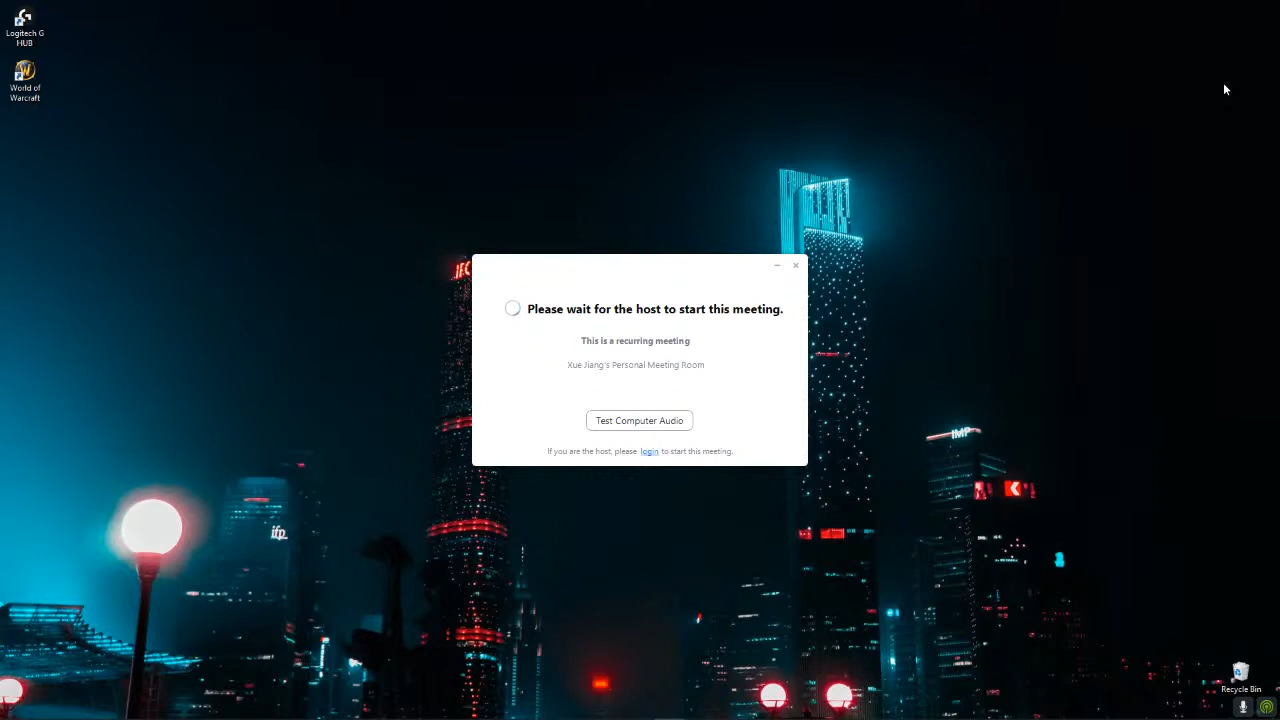 Logitech G
HUB
World of
Warcraft
Please wait for the host to start this meeting.
This is a recurring meeting
Xue Jiang's Personal Meeting Room
Test Computer Audio
If you are the host, please login to start this meeting.
IMP
ifp
Recycle Bin